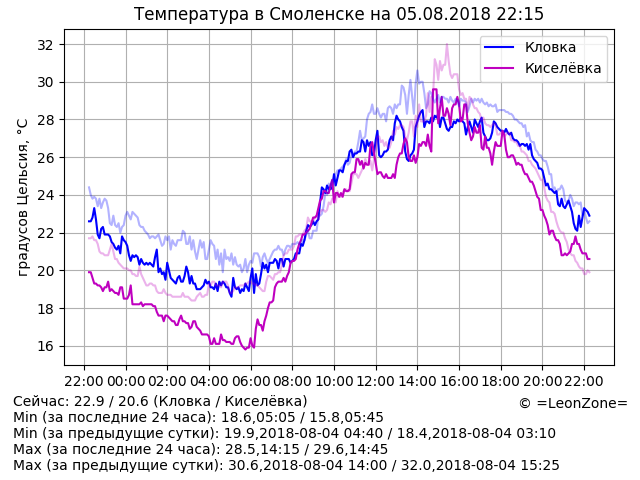 Температура в Смоленске на 05.08.2018 22:15
градусов Цельсия, °C
32
30
28
26
24
22
20
18
16
Кловка
Киселёвка
22:00 00:00 02:00 04:00 06:00 08:00 10:00 12:00 14:00 16:00 18:00 20:00 22:00
Сейчас: 22.9 / 20.6 (Кловка / Киселёвка)
© =LeonZone=
Min (за последние 24 часа): 18.6,05:05 / 15.8,05:45
Min (за предыдущие сутки): 19.9,2018-08-04 04:40 / 18.4,2018-08-04 03:10
Max (за последние 24 часа): 28.5,14:15 / 29.6,14:45
Max (за предыдущие сутки): 30.6,2018-08-04 14:00 / 32.0,2018-08-04 15:25